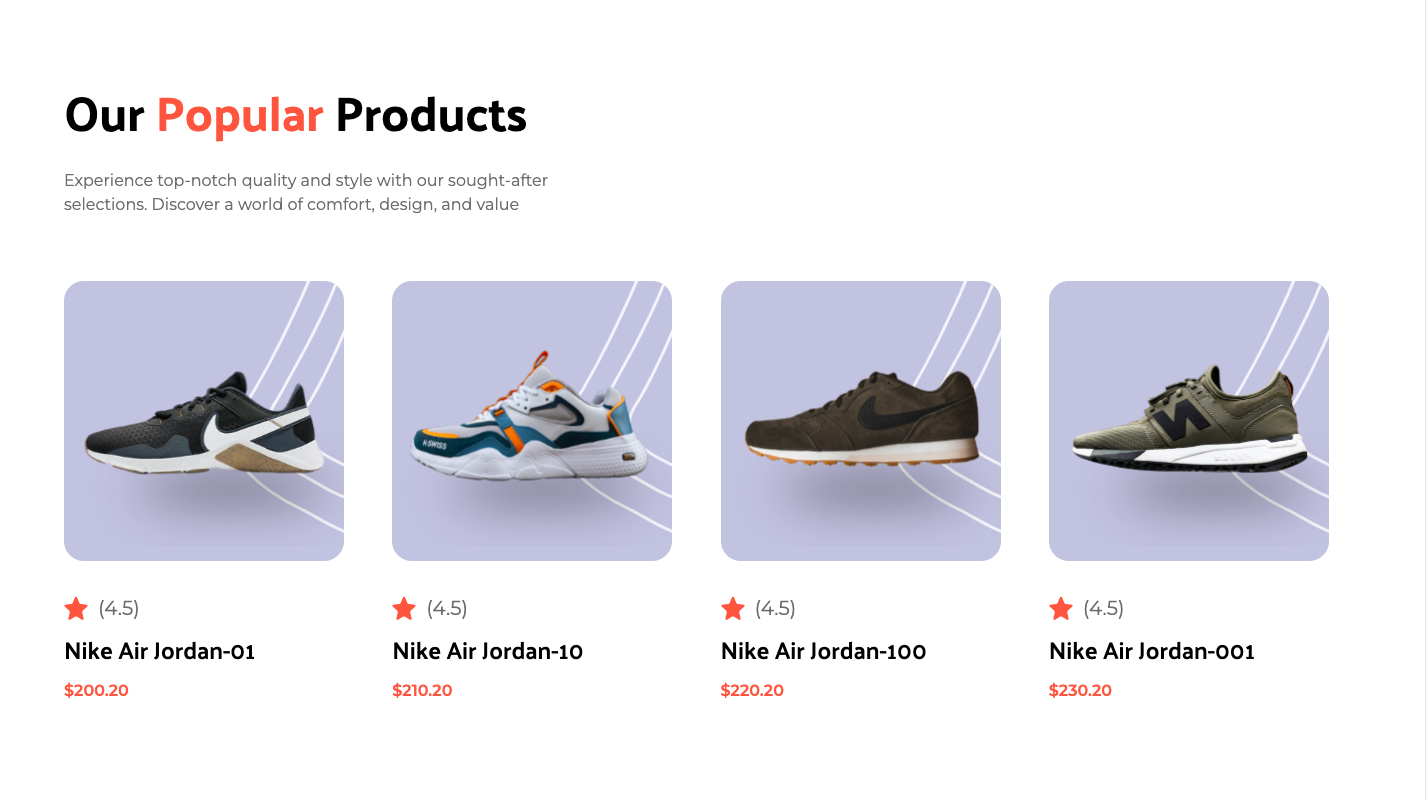 Our Popular Products
Experience top-notch quality and style with our sought-after
selections. Discover a world of comfort, design, and value
K-SWISS
N
(4.5)
(4.5)
(4.5)
(4.5)
Nike Air Jordan-01
Nike Air Jordan-10
Nike Air Jordan-100
Nike Air Jordan-001
$200.20
$210.20
$220.20
$230.20